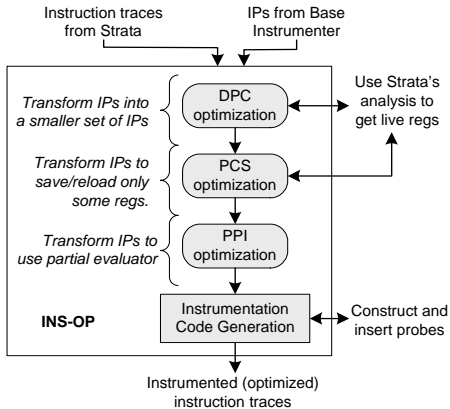 Instruction traces
from Strata
IPs from Base
Instrumenter
Transform IPs into
a smaller set of IPs
DPC
optimization
Use Strata's
analysis to
get live regs
Transform IPs to
save/reload only
some regs.
PCS
optimization
Transform IPs to
use partial evaluator
PPI
optimization
INS-OP
Instrumentation
Code Generation
Construct and
insert probes
Instrumented (optimized)
instruction traces